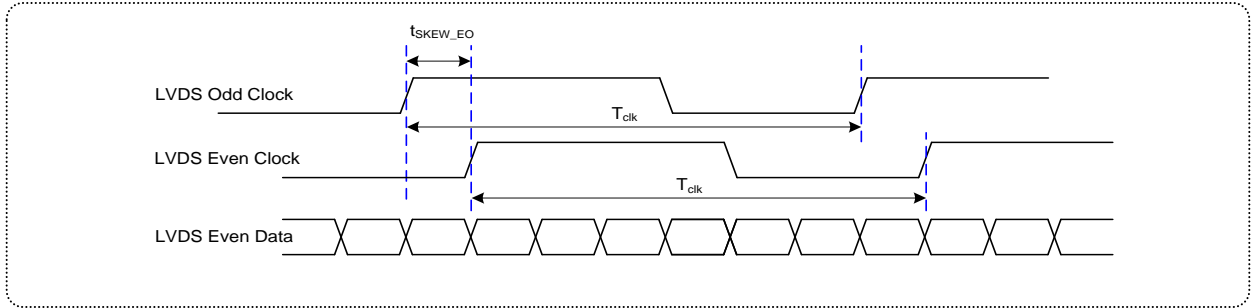 tSKEW_EO
LVDS Odd Clock
Tclk
LVDS Even Clock
Tclk
LVDS Even Data